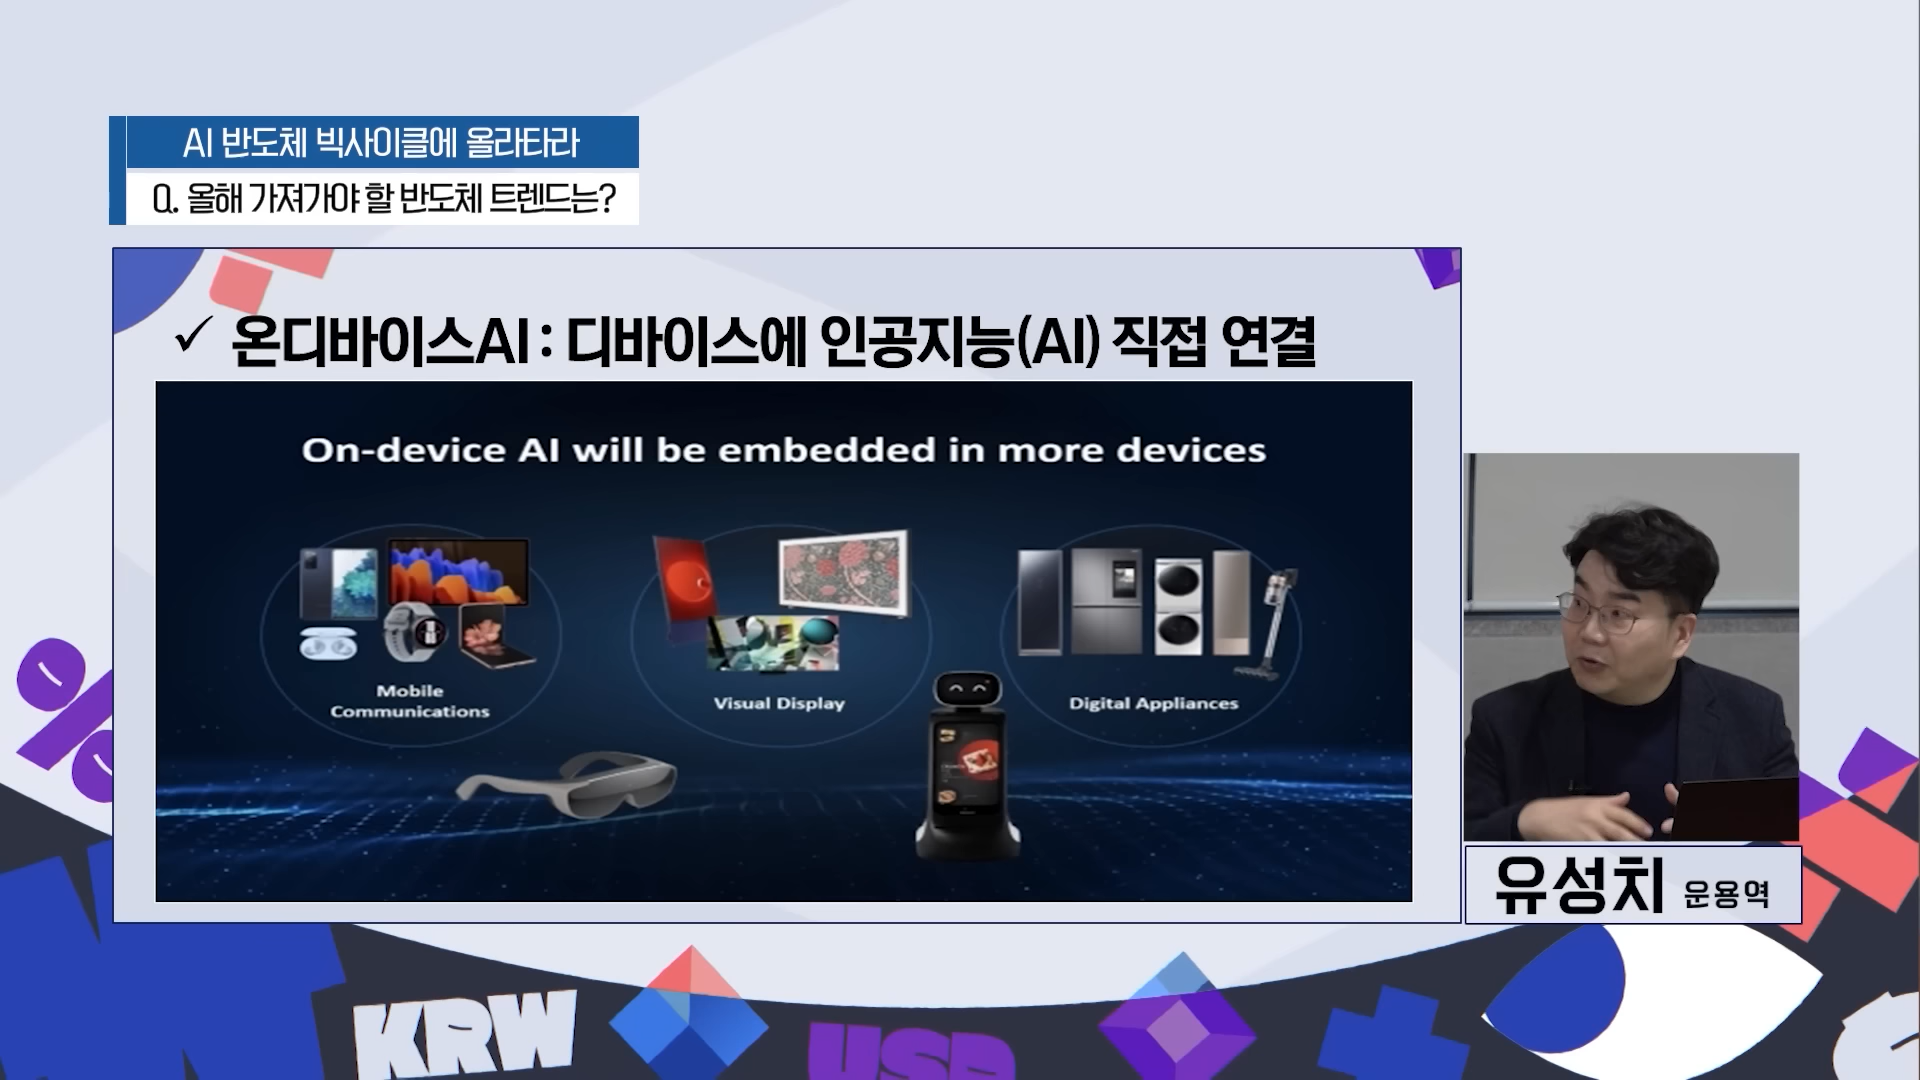 AI 반도체 빅사이클에 올라타라
Q. 올해 가져가야 할 반도체 트렌드는?
✓ 온디바이스AI : 디바이스에 인공지능(AI) 직접 연결
On-device AI will be embedded in more devices
Mobile
Communications
Visual Display
Digital Appliances
유성치 운용역
KRW
USD